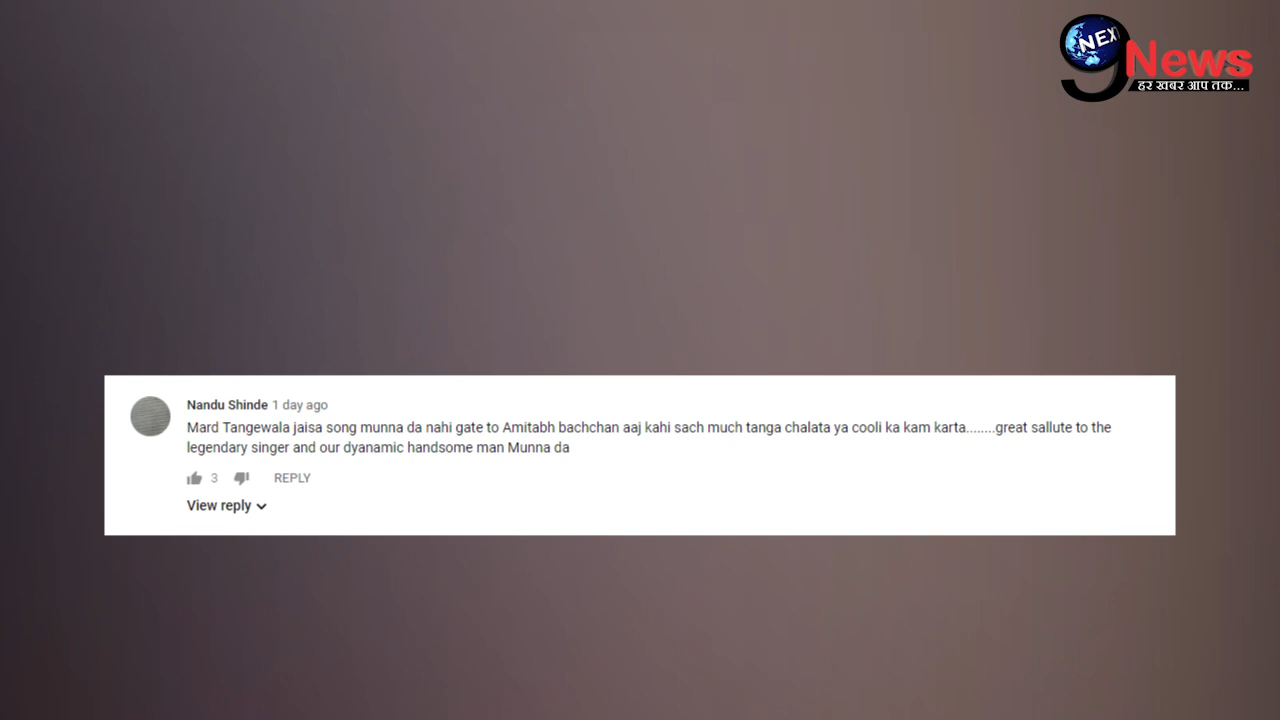 NEXT
9 News
हर खबर आप तक...
Nandu Shinde 1 day ago
Mard Tangewala jaisa song munna da nahi gate to Amitabh bachchan aaj kahi sach much tanga chalata ya cooli ka kam karta........great sallute to the
legendary singer and our dyanamic handsome man Munna da
3 REPLY
View reply